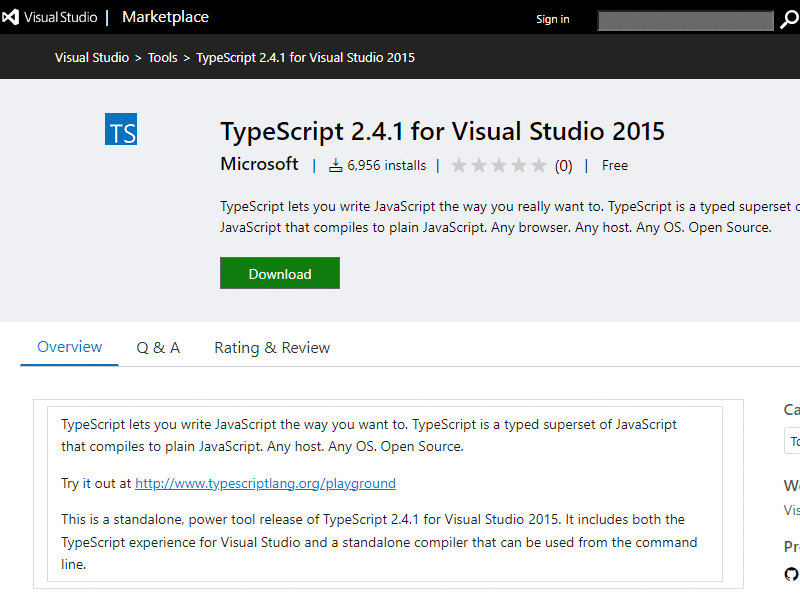 Visual Studio | Marketplace
Sign in
Visual Studio > Tools > TypeScript 2.4.1 for Visual Studio 2015
TS
TypeScript 2.4.1 for Visual Studio 2015
Microsoft | 6,956 installs | (0) | Free
TypeScript lets you write JavaScript the way you really want to. TypeScript is a typed superset o
JavaScript that compiles to plain JavaScript. Any browser. Any host. Any OS. Open Source.
Download
Overview Q & A Rating & Review
TypeScript lets you write JavaScript the way you want to. TypeScript is a typed superset of JavaScript
that compiles to plain JavaScript. Any host. Any OS. Open Source.
Try it out at http://www.typescriptlang.org/playground
This is a standalone, power tool release of TypeScript 2.4.1 for Visual Studio 2015. It includes both the
TypeScript experience for Visual Studio and a standalone compiler that can be used from the command
line.
Ca
To
Vis
Pr